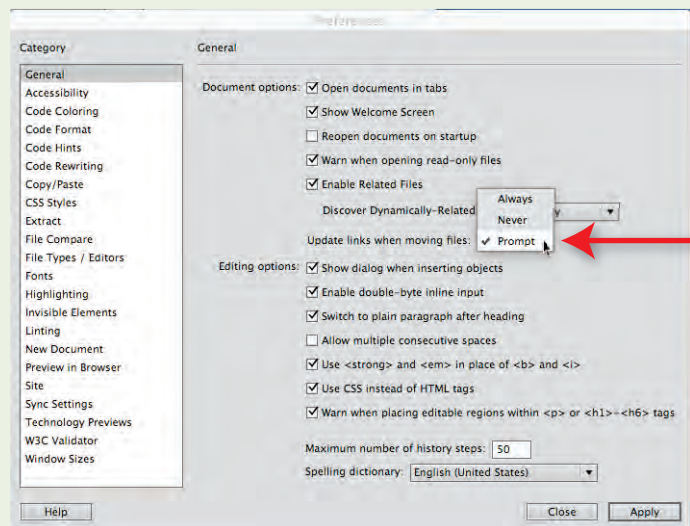 Preferences
Category
General
General
Accessibility
Code Coloring
Code Format
Code Hints
Code Rewriting
Copy/Paste
CSS Styles
Extract
File Compare
File Types / Editors
Fonts
Highlighting
Invisible Elements
Linting
New Document
Preview in Browser
Site
Sync Settings
Technology Previews
W3C Validator
Window Sizes
Document options: Open documents in tabs
Show Welcome Screen
Reopen documents on startup
Warn when opening read-only files
Enable Related Files
Discover Dynamically-Related
Always
Never
Update links when moving files: ✓ Prompt
Editing options: Show dialog when inserting objects
Enable double-byte inline input
Switch to plain paragraph after heading
Allow multiple consecutive spaces
Use <strong> and <em> in place of <b> and <i>
Use CSS instead of HTML tags
Warn when placing editable regions within <p> or <h1>-<h6> tags
Maximum number of history steps: 50
Spelling dictionary: English (United States)
Help
Close
Apply